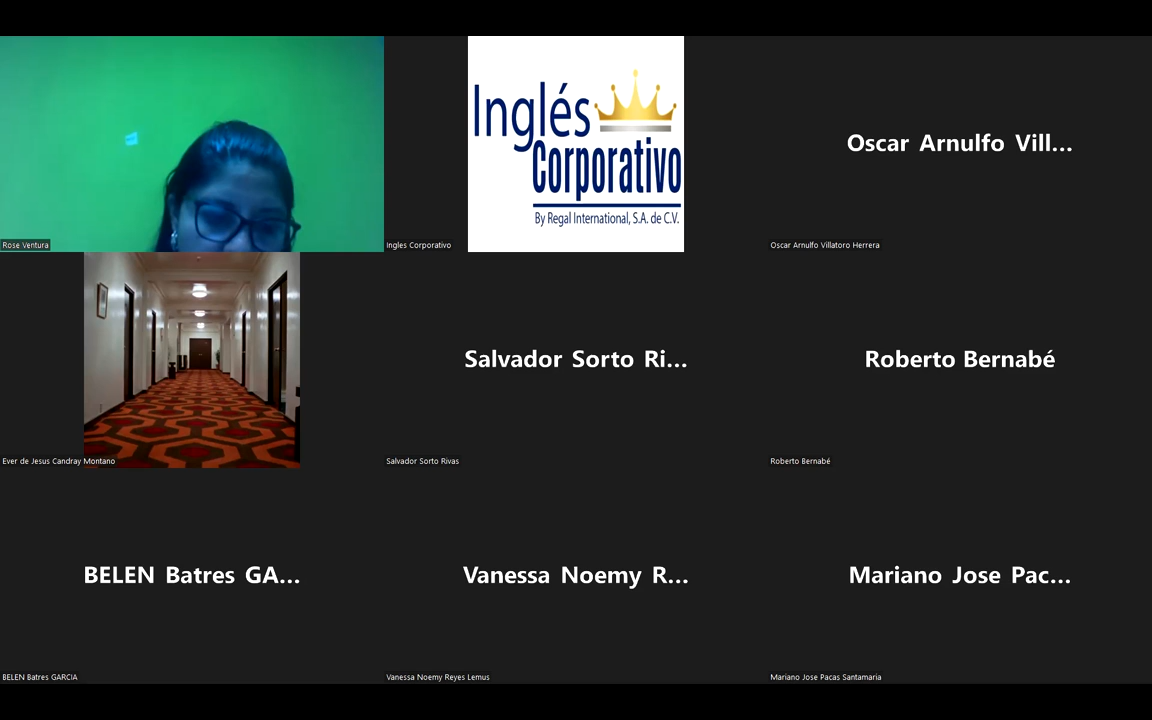 Inglés
Corporativo
By Regal International, S.A. de C.V.
Oscar Arnulfo Vill...
Rose Ventura
Ingles Corporativo
Oscar Arnulfo Villatoro Herrera
Salvador Sorto Ri...
Roberto Bernabé
Ever de Jesus Candray Montano
Salvador Sorto Rivas
Roberto Bernabé
BELEN Batres GA...
Vanessa Noemy R...
Mariano Jose Pac...
BELEN Batres GARCIA
Vanessa Noemy Reyes Lemus
Mariano Jose Pacas Santamaria